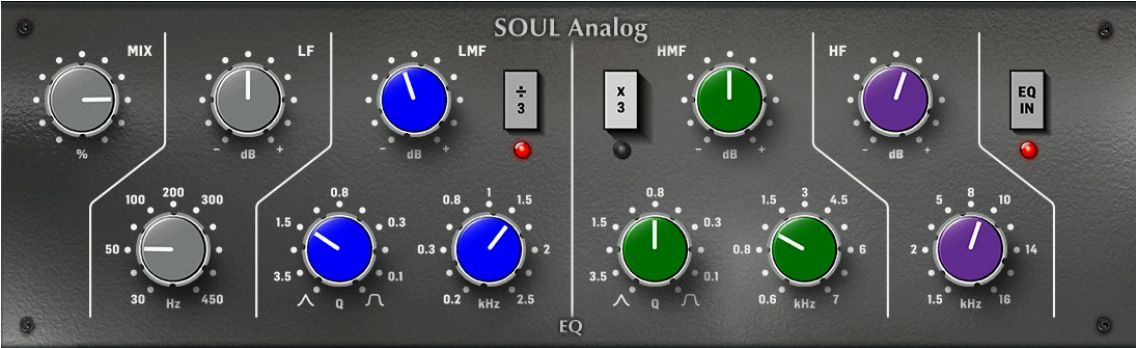 SOUL Analog
MIX
LF
LMF
HMF
HF
÷
3
X
3
EQ
IN
%
- dB +
- dB +
- dB +
- dB +
30 50 100 200 300 450
Hz
3.5 1.5 0.8 0.3 0.1
Q
0.2 0.3 0.8 1 1.5 2 2.5
kHz
3.5 1.5 0.8 0.3 0.1
Q
0.6 0.8 1.5 3 4.5 6 7
kHz
1.5 2 5 8 10 14 16
kHz
EQ